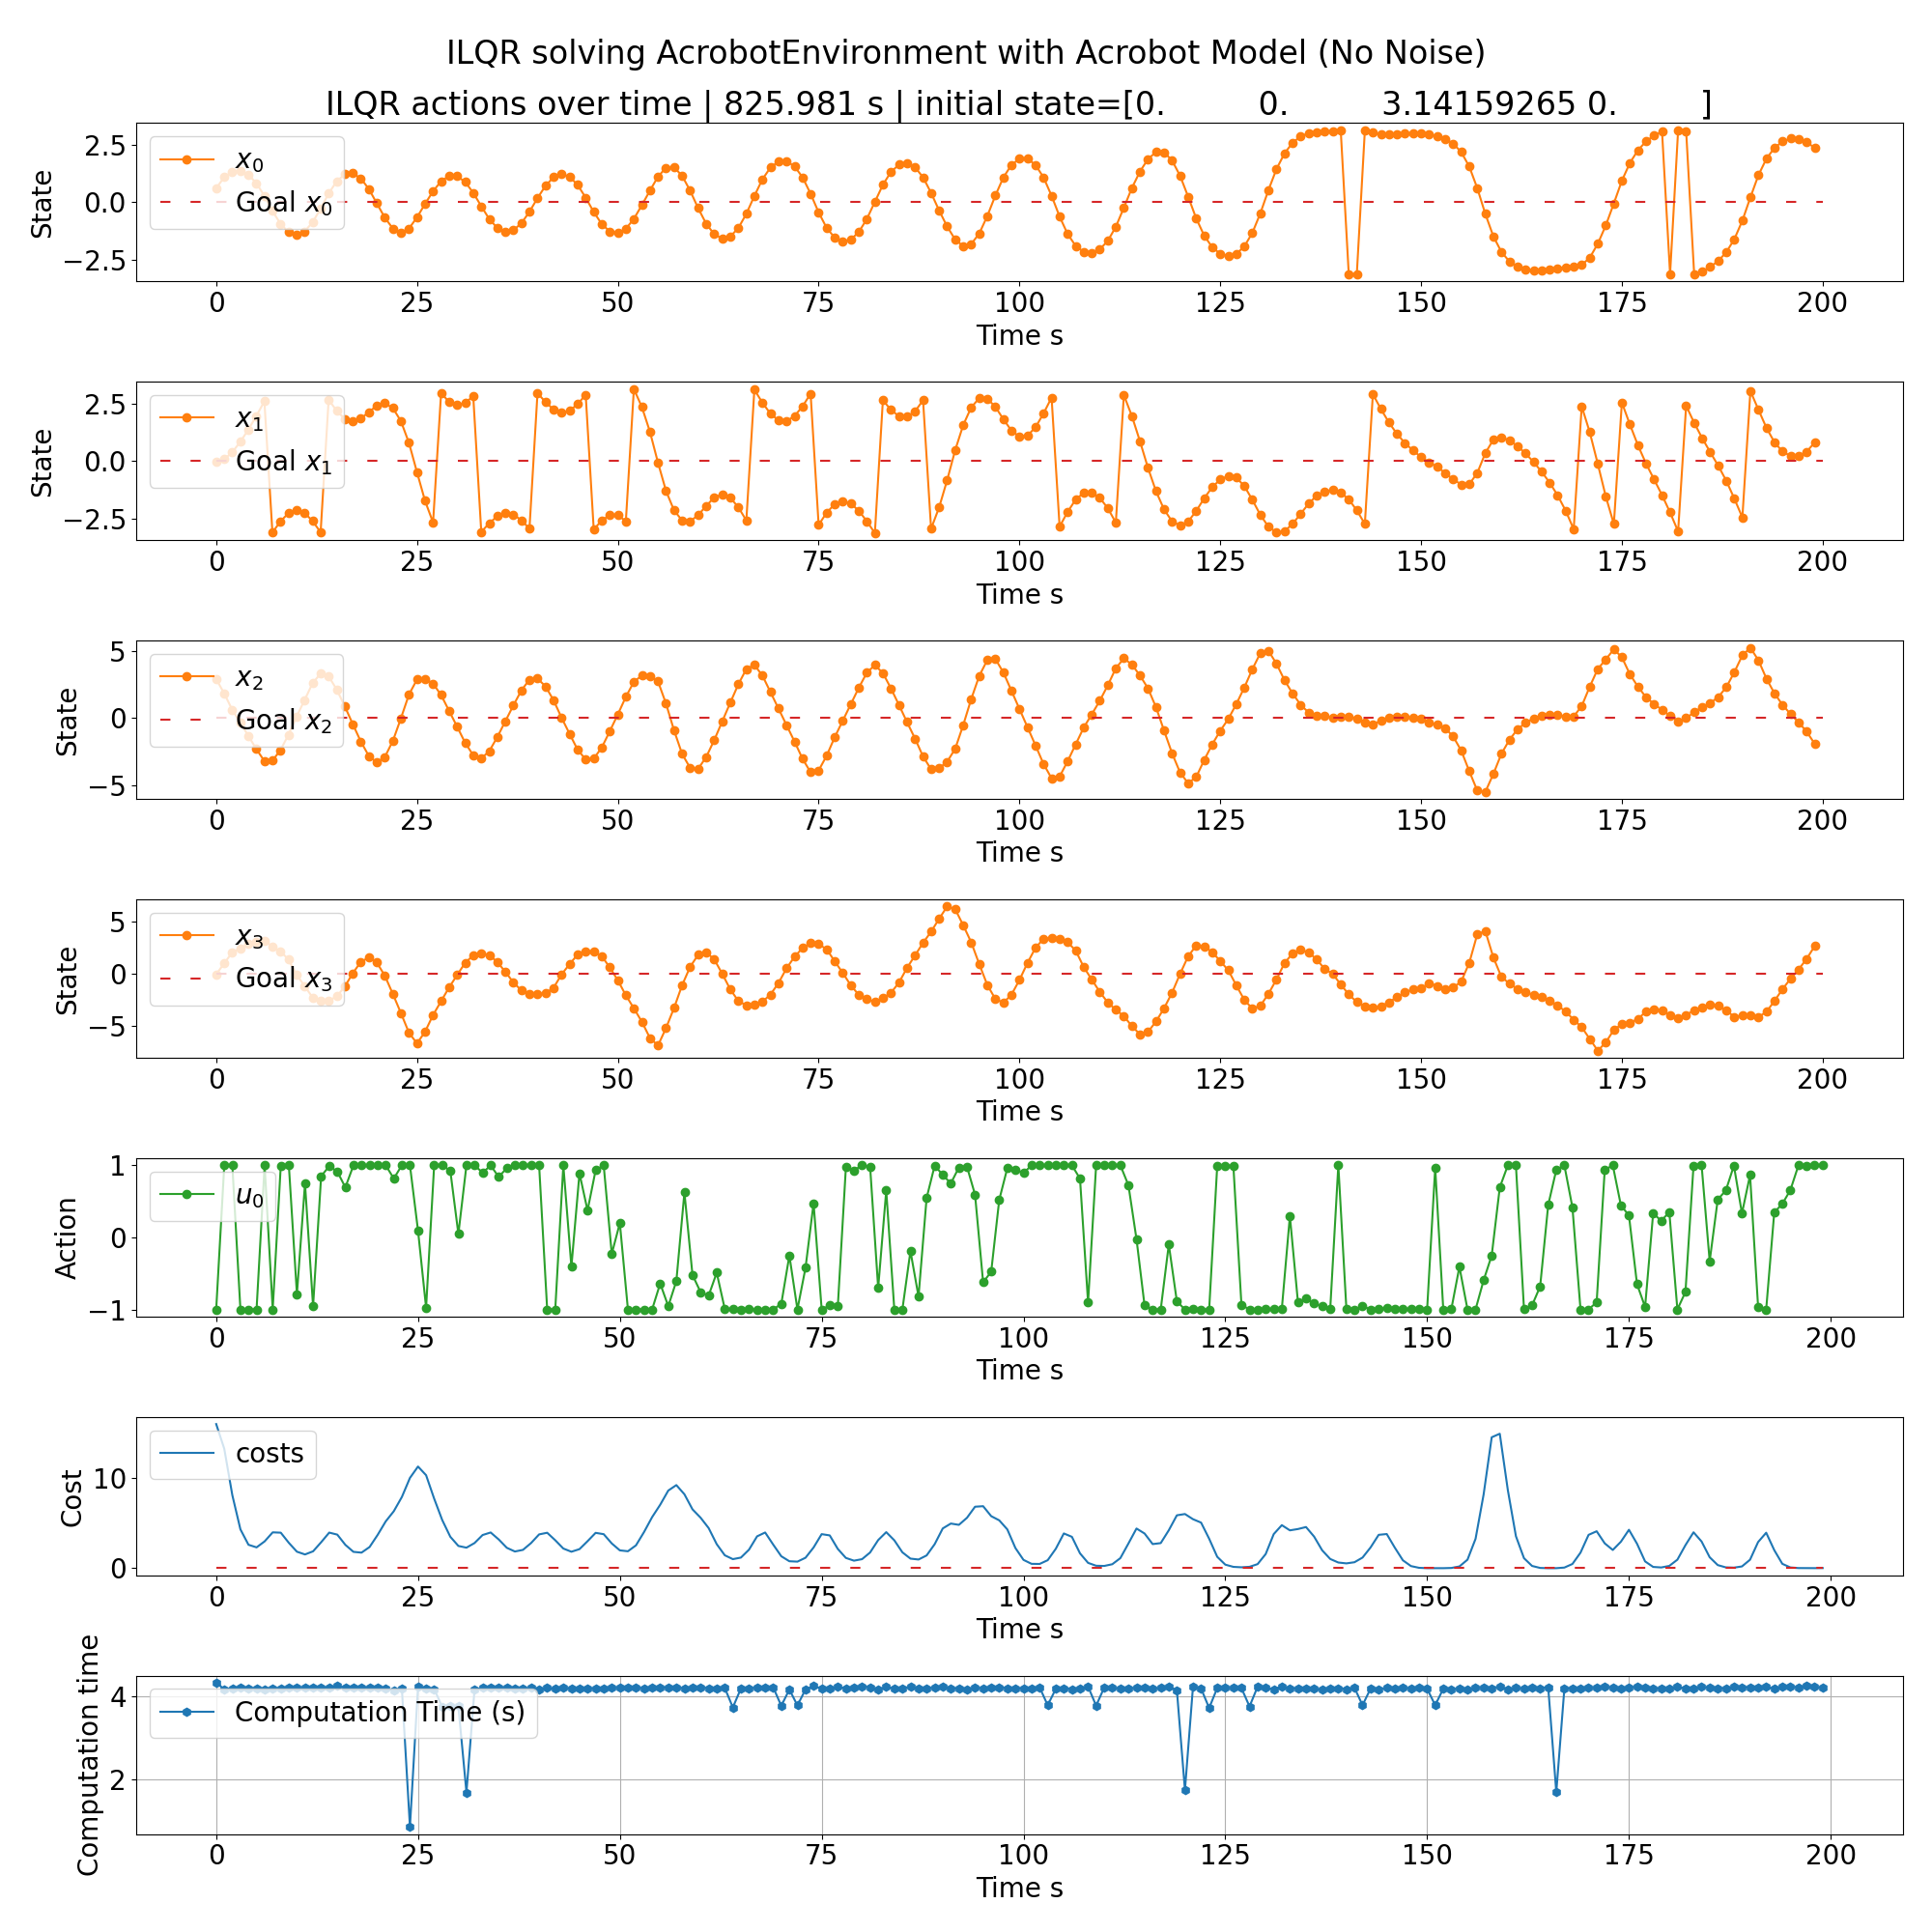 ILQR solving AcrobotEnvironment with Acrobot Model (No Noise)
ILQR actions over time | 825.981 s | initial state=[0. 0. 3.14159265 0. ]
State
2.5
0.0
−2.5
x0
Goal x0
0 25 50 75 100 125 150 175 200
Time s
State
2.5
0.0
−2.5
x1
Goal x1
0 25 50 75 100 125 150 175 200
Time s
State
5
0
−5
x2
Goal x2
0 25 50 75 100 125 150 175 200
Time s
State
5
0
−5
x3
Goal x3
0 25 50 75 100 125 150 175 200
Time s
Action
1
0
−1
u0
0 25 50 75 100 125 150 175 200
Time s
Cost
10
0
costs
0 25 50 75 100 125 150 175 200
Time s
Computation time
4
2
Computation Time (s)
0 25 50 75 100 125 150 175 200
Time s